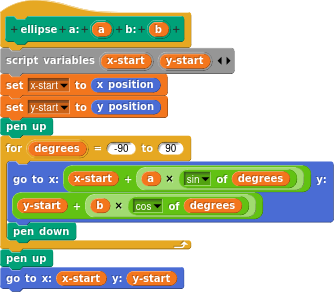 + ellipse a: a b: b +
script variables x-start y-start
set x-start to x position
set y-start to y position
pen up
for degrees = -90 to 90
go to x: x-start + a × sin of degrees y:
y-start + b × cos of degrees
pen down
pen up
go to x: x-start y: y-start